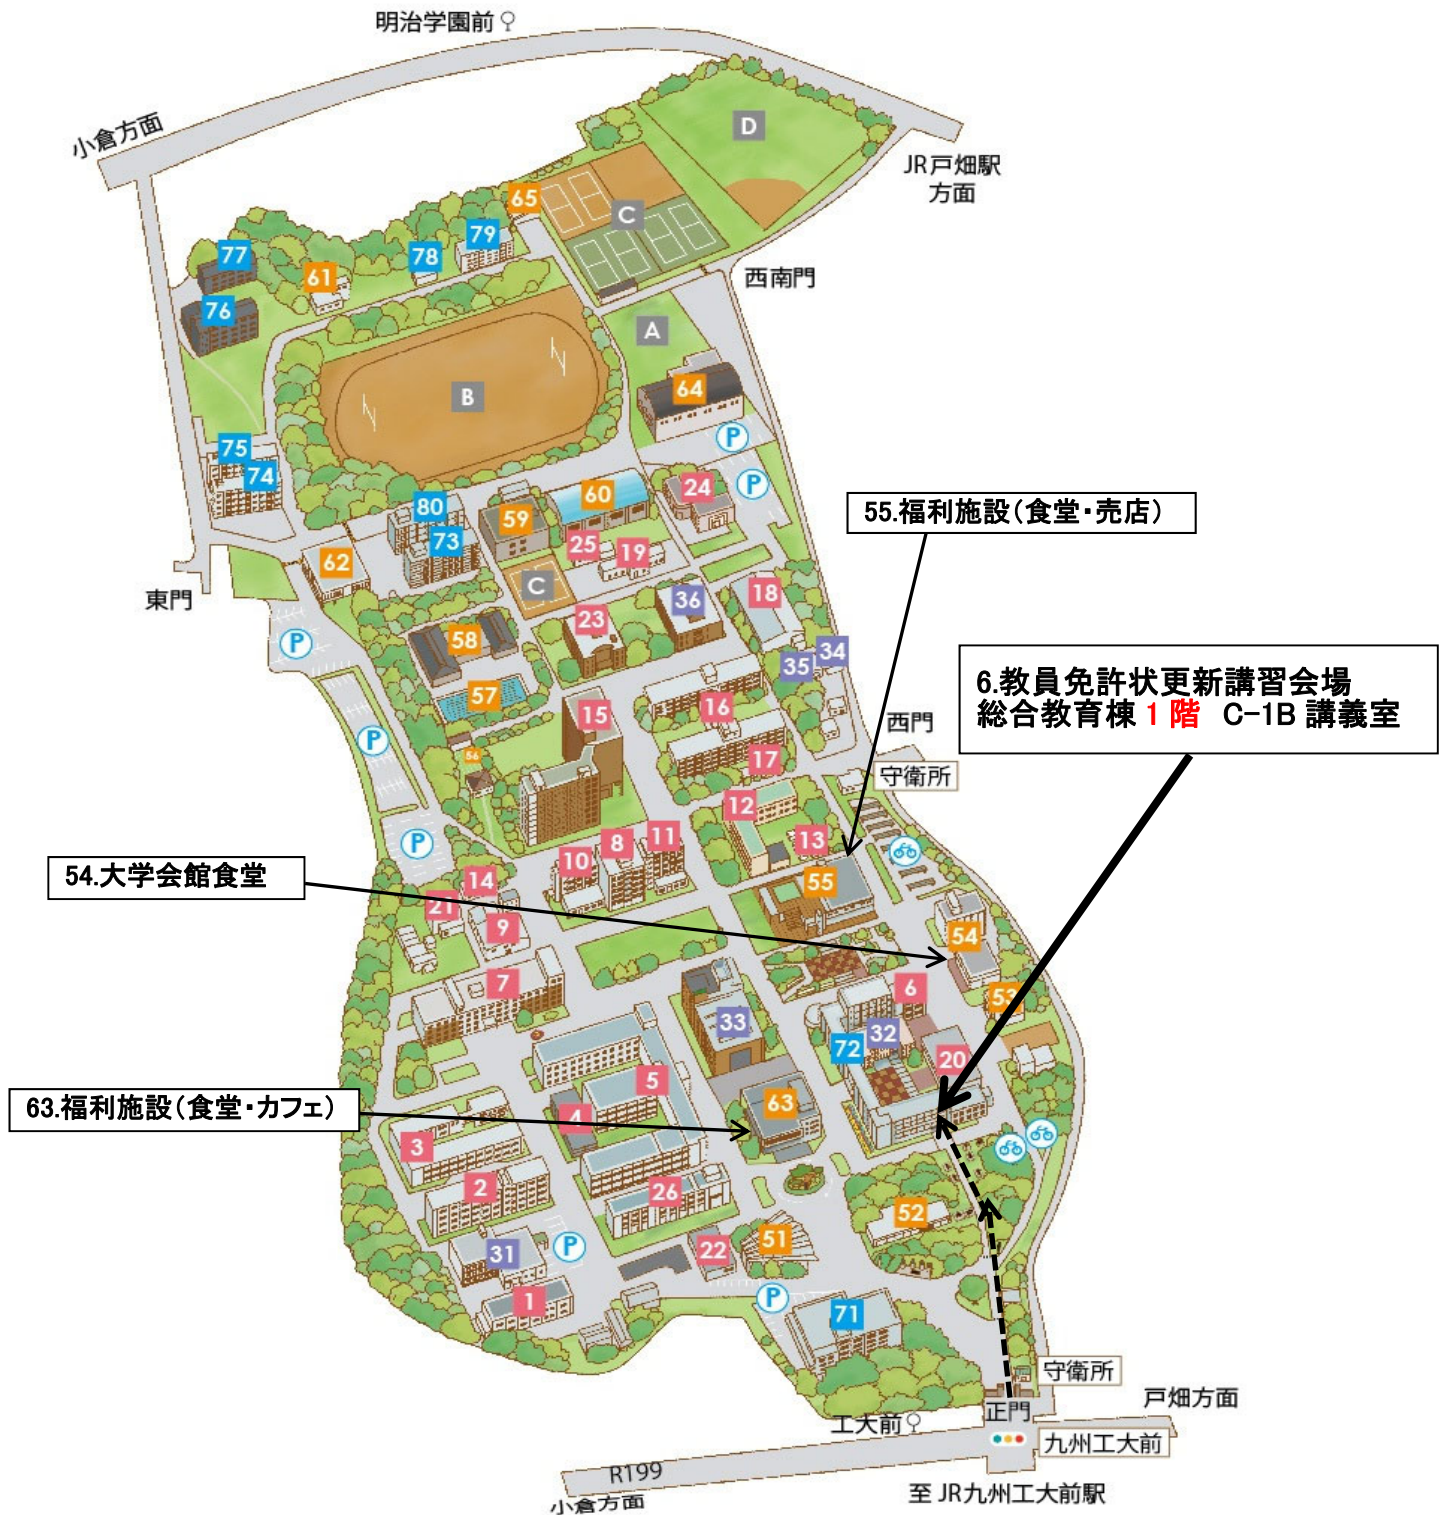 明治学園前
小倉方面
D
JR戸畑駅
方面
65
C
79
77
78
61
西南門
76
A
64
B
P
75
74
24
P
60
80
59
55.福利施設(食堂・売店)
73
25
19
62
C
18
東門
36
23
P
58
34
35
6.教員免許状更新講習会場
総合教育棟 1 階 C-1B 講義室
57
16
15
西門
P
56
17
守衛所
12
P
11
13
8
10
54.大学会館食堂
14
55
21
9
54
7
6
53
33
32
72
20
5
63
63.福利施設(食堂・カフェ)
4
3
2
26
52
51
22
31
P
1
P
71
守衛所
戸畑方面
正門
工大前
九州工大前
R199
小倉方面
至 JR九州工大前駅